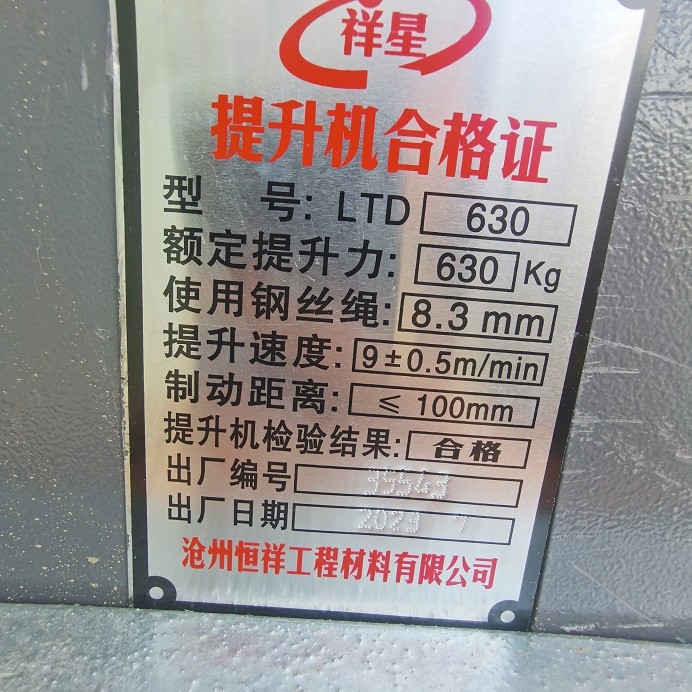 祥星
提升机合格证
型 号: LTD 630
额定提升力: 630 Kg
使用钢丝绳: 8.3 mm
提升速度: 9±0.5m/min
制动距离: ≤ 100mm
提升机检验结果: 合格
出厂编号 35543
出厂日期 2023 7
沧州恒祥工程材料有限公司